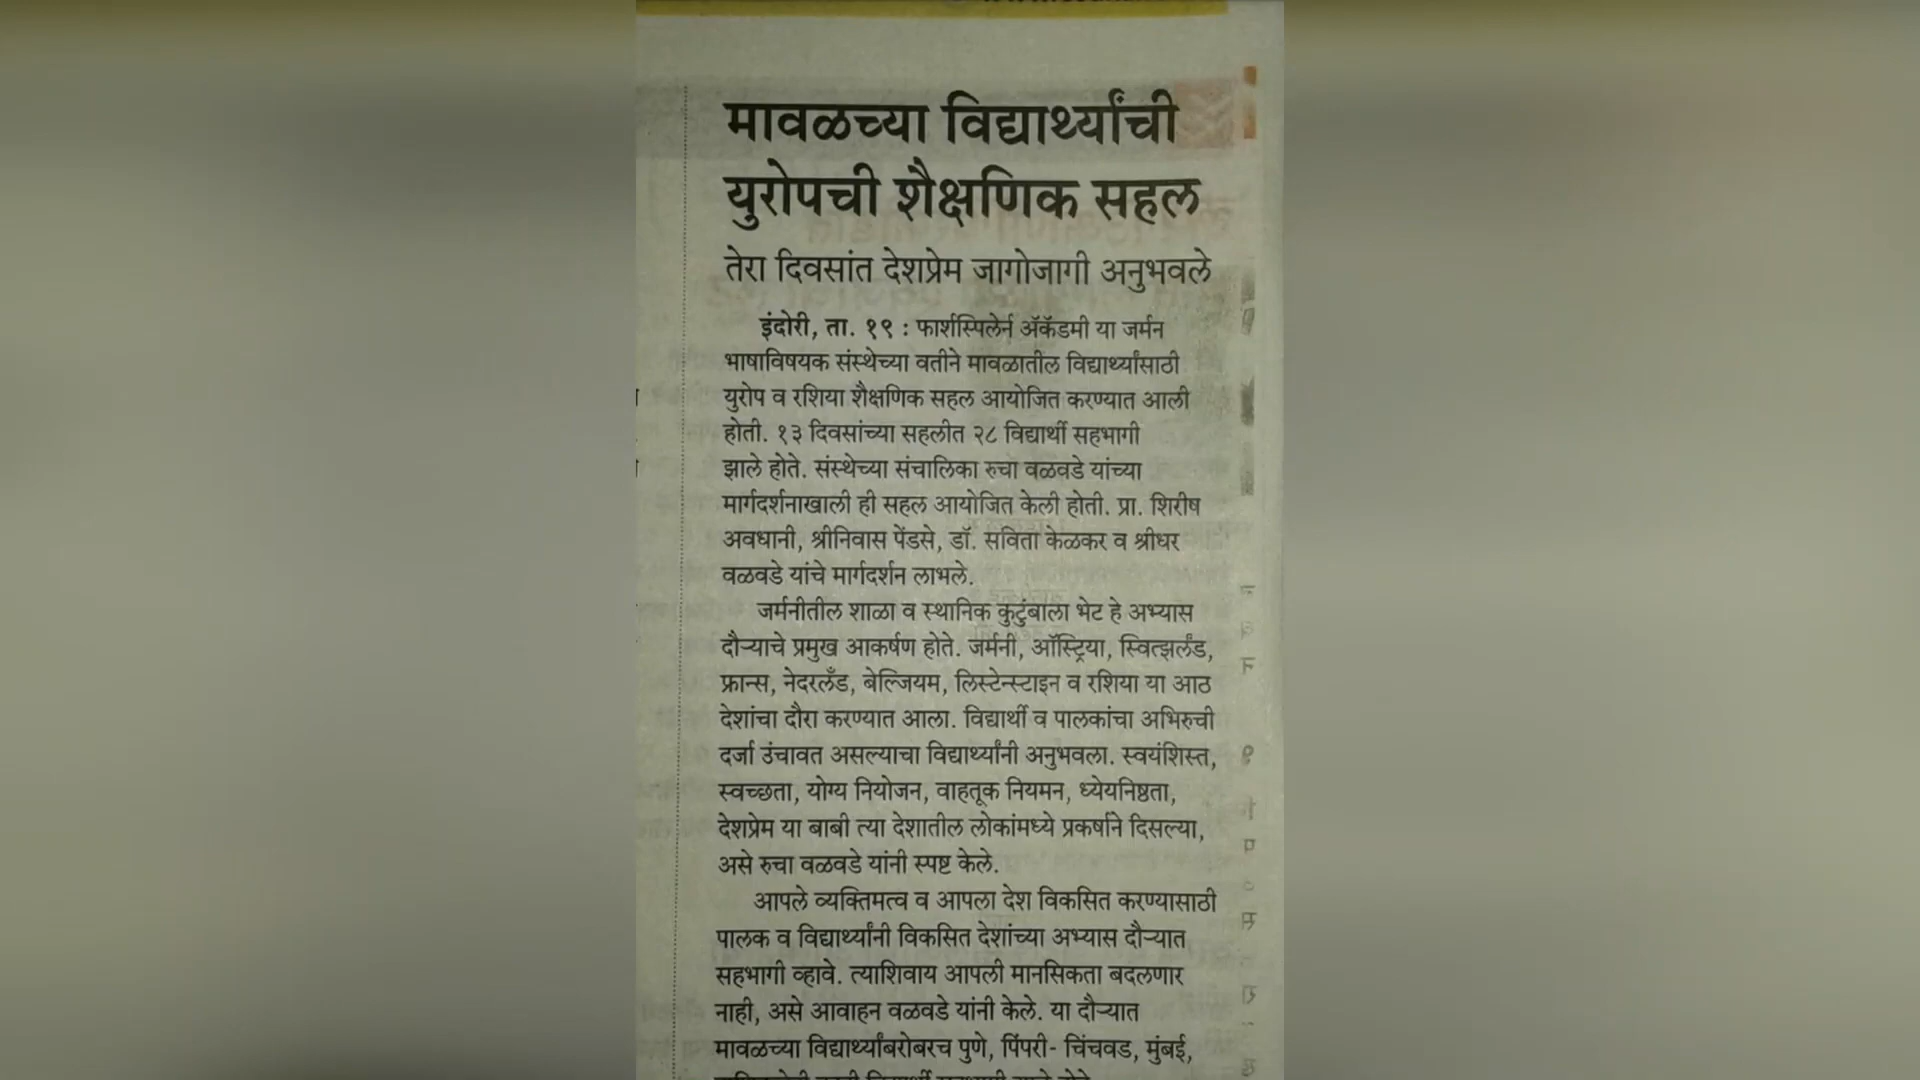 मावळच्या विद्यार्थ्यांची
युरोपची शैक्षणिक सहल
तेरा दिवसांत देशप्रेम जागोजागी अनुभवले
इंदोरी, ता. १९ : फार्शस्पिलेर्न ॲकॅडमी या जर्मन
भाषाविषयक संस्थेच्या वतीने मावळातील विद्यार्थ्यांसाठी
युरोप व रशिया शैक्षणिक सहल आयोजित करण्यात आली
होती. १३ दिवसांच्या सहलीत २८ विद्यार्थी सहभागी
झाले होते. संस्थेच्या संचालिका रुचा वळवडे यांच्या
मार्गदर्शनाखाली ही सहल आयोजित केली होती. प्रा. शिरीष
अवधानी, श्रीनिवास पेंडसे, डॉ. सविता केळकर व श्रीधर
वळवडे यांचे मार्गदर्शन लाभले.
जर्मनीतील शाळा व स्थानिक कुटुंबाला भेट हे अभ्यास
दौऱ्याचे प्रमुख आकर्षण होते. जर्मनी, ऑस्ट्रिया, स्वित्झर्लंड,
फ्रान्स, नेदरलँड, बेल्जियम, लिस्टेन्स्टाइन व रशिया या आठ
देशांचा दौरा करण्यात आला. विद्यार्थी व पालकांचा अभिरुची
दर्जा उंचावत असल्याचा विद्यार्थ्यांनी अनुभवला. स्वयंशिस्त,
स्वच्छता, योग्य नियोजन, वाहतूक नियमन, ध्येयनिष्ठता,
देशप्रेम या बाबी त्या देशातील लोकांमध्ये प्रकर्षाने दिसल्या,
असे रुचा वळवडे यांनी स्पष्ट केले.
आपले व्यक्तिमत्व व आपला देश विकसित करण्यासाठी
पालक व विद्यार्थ्यांनी विकसित देशांच्या अभ्यास दौऱ्यात
सहभागी व्हावे. त्याशिवाय आपली मानसिकता बदलणार
नाही, असे आवाहन वळवडे यांनी केले. या दौऱ्यात
मावळच्या विद्यार्थ्यांबरोबरच पुणे, पिंपरी- चिंचवड, मुंबई,